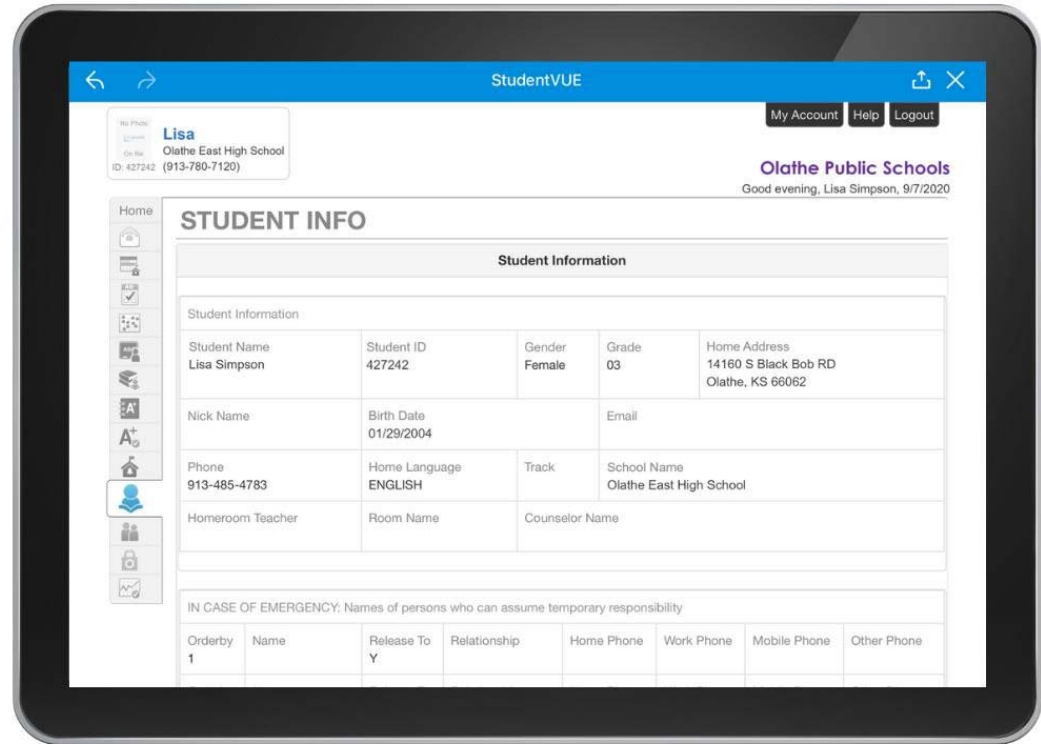 StudentVUE
My Account Help Logout
No Photo
On file
ID: 427242
Lisa
Olathe East High School
(913-780-7120)
Olathe Public Schools
Good evening, Lisa Simpson, 9/7/2020
Home
STUDENT INFO
Student Information
Student Information
Student Name
Lisa Simpson
Student ID
427242
Gender
Female
Grade
03
Home Address
14160 S Black Bob RD
Olathe, KS 66062
Nick Name
Birth Date
01/29/2004
Email
Phone
913-485-4783
Home Language
ENGLISH
Track
School Name
Olathe East High School
Homeroom Teacher
Room Name
Counselor Name
IN CASE OF EMERGENCY: Names of persons who can assume temporary responsibility
Orderby
1
Name
Release To
Y
Relationship
Home Phone
Work Phone
Mobile Phone
Other Phone